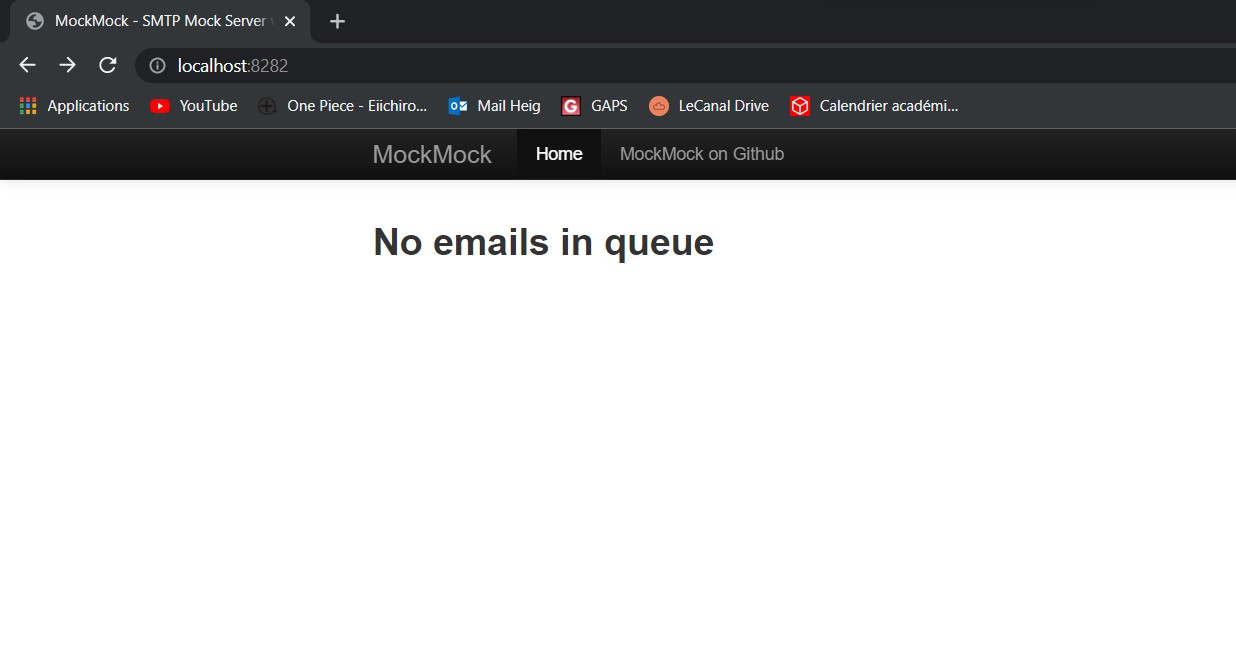 MockMock - SMTP Mock Server
localhost:8282
Applications YouTube One Piece - Eiichiro... Mail Heig GAPS LeCanal Drive Calendrier académi...
MockMock Home MockMock on Github
No emails in queue